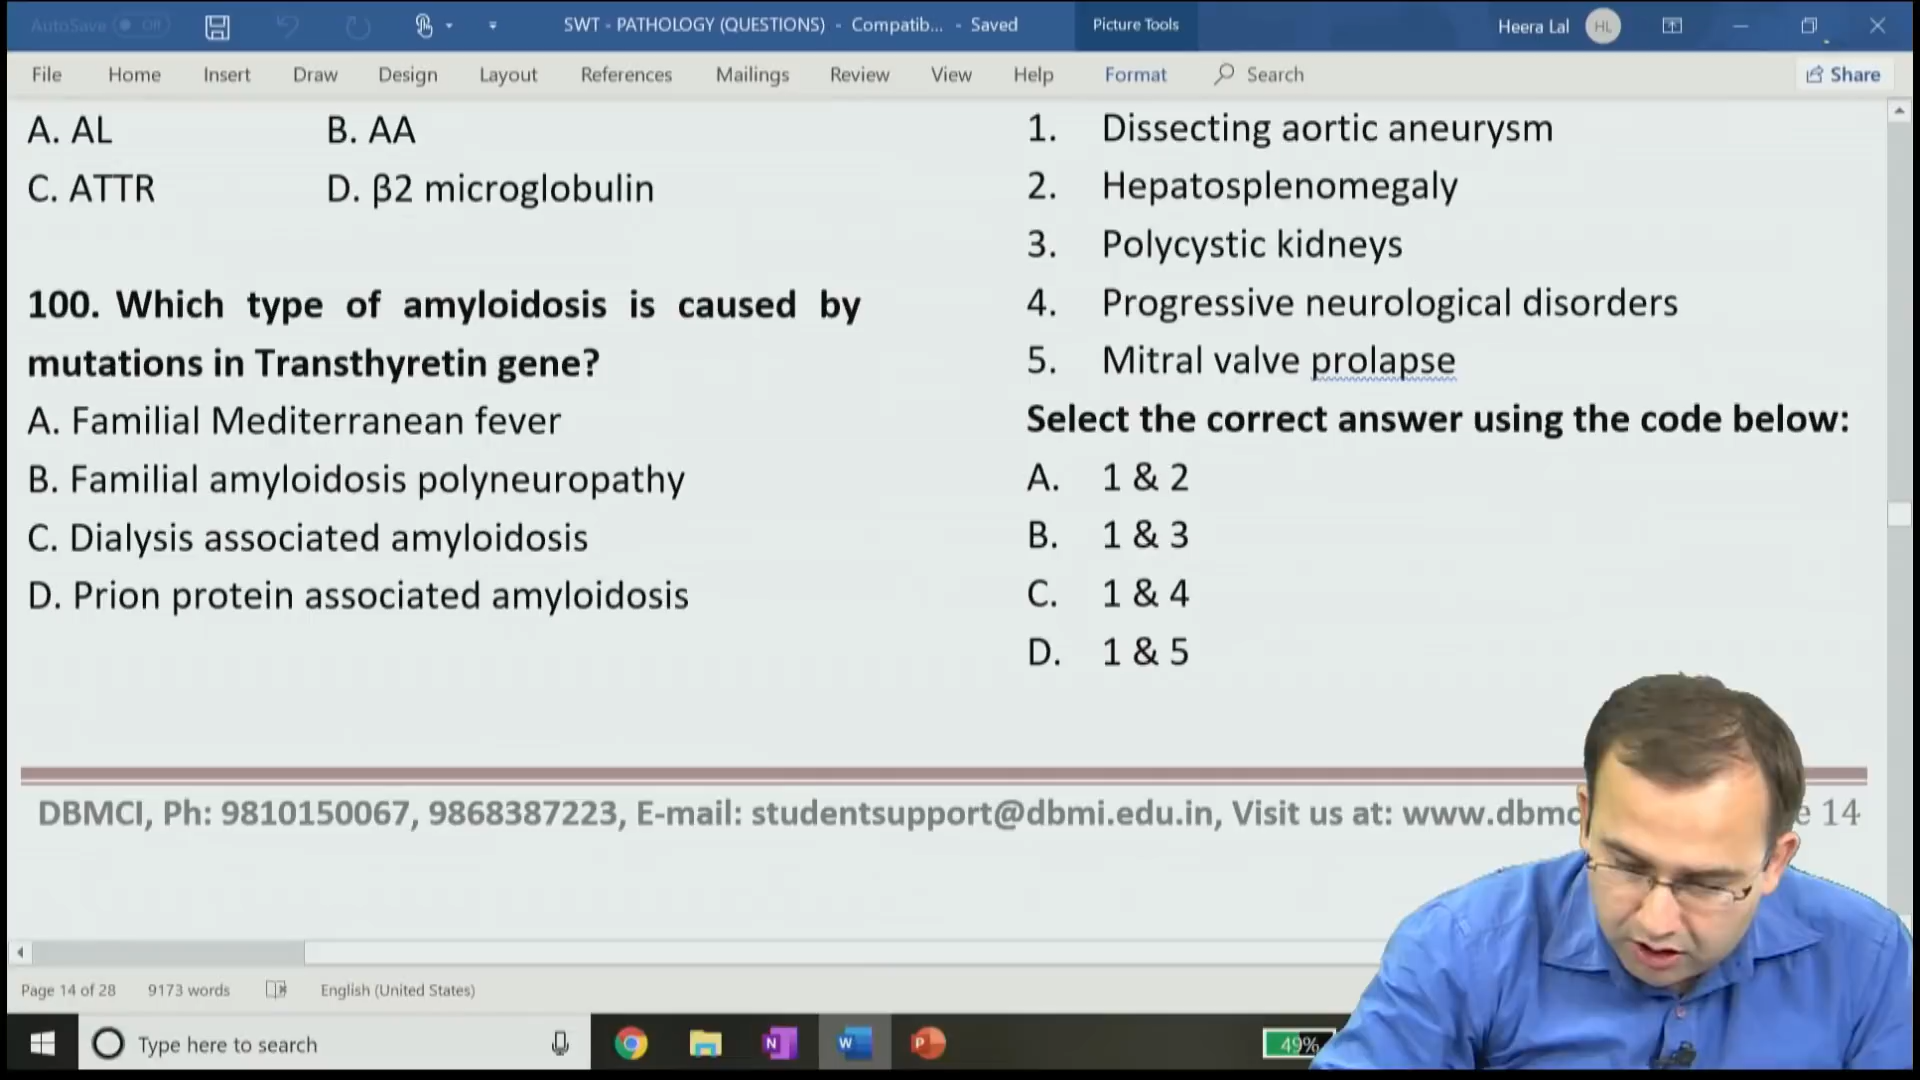 AutoSave Off
SWT - PATHOLOGY (QUESTIONS) - Compatib... - Saved
Picture Tools
Heera Lal HL
File Home Insert Draw Design Layout References Mailings Review View Help Format Search Share
A. AL B. AA
C. ATTR D. β2 microglobulin
100. Which type of amyloidosis is caused by
mutations in Transthyretin gene?
A. Familial Mediterranean fever
B. Familial amyloidosis polyneuropathy
C. Dialysis associated amyloidosis
D. Prion protein associated amyloidosis
1. Dissecting aortic aneurysm
2. Hepatosplenomegaly
3. Polycystic kidneys
4. Progressive neurological disorders
5. Mitral valve prolapse
Select the correct answer using the code below:
A. 1 & 2
B. 1 & 3
C. 1 & 4
D. 1 & 5
DBMCI, Ph: 9810150067, 9868387223, E-mail: studentsupport@dbmi.edu.in, Visit us at: www.dbmc e 14
Page 14 of 28 9173 words English (United States)
Type here to search
N W P
49%